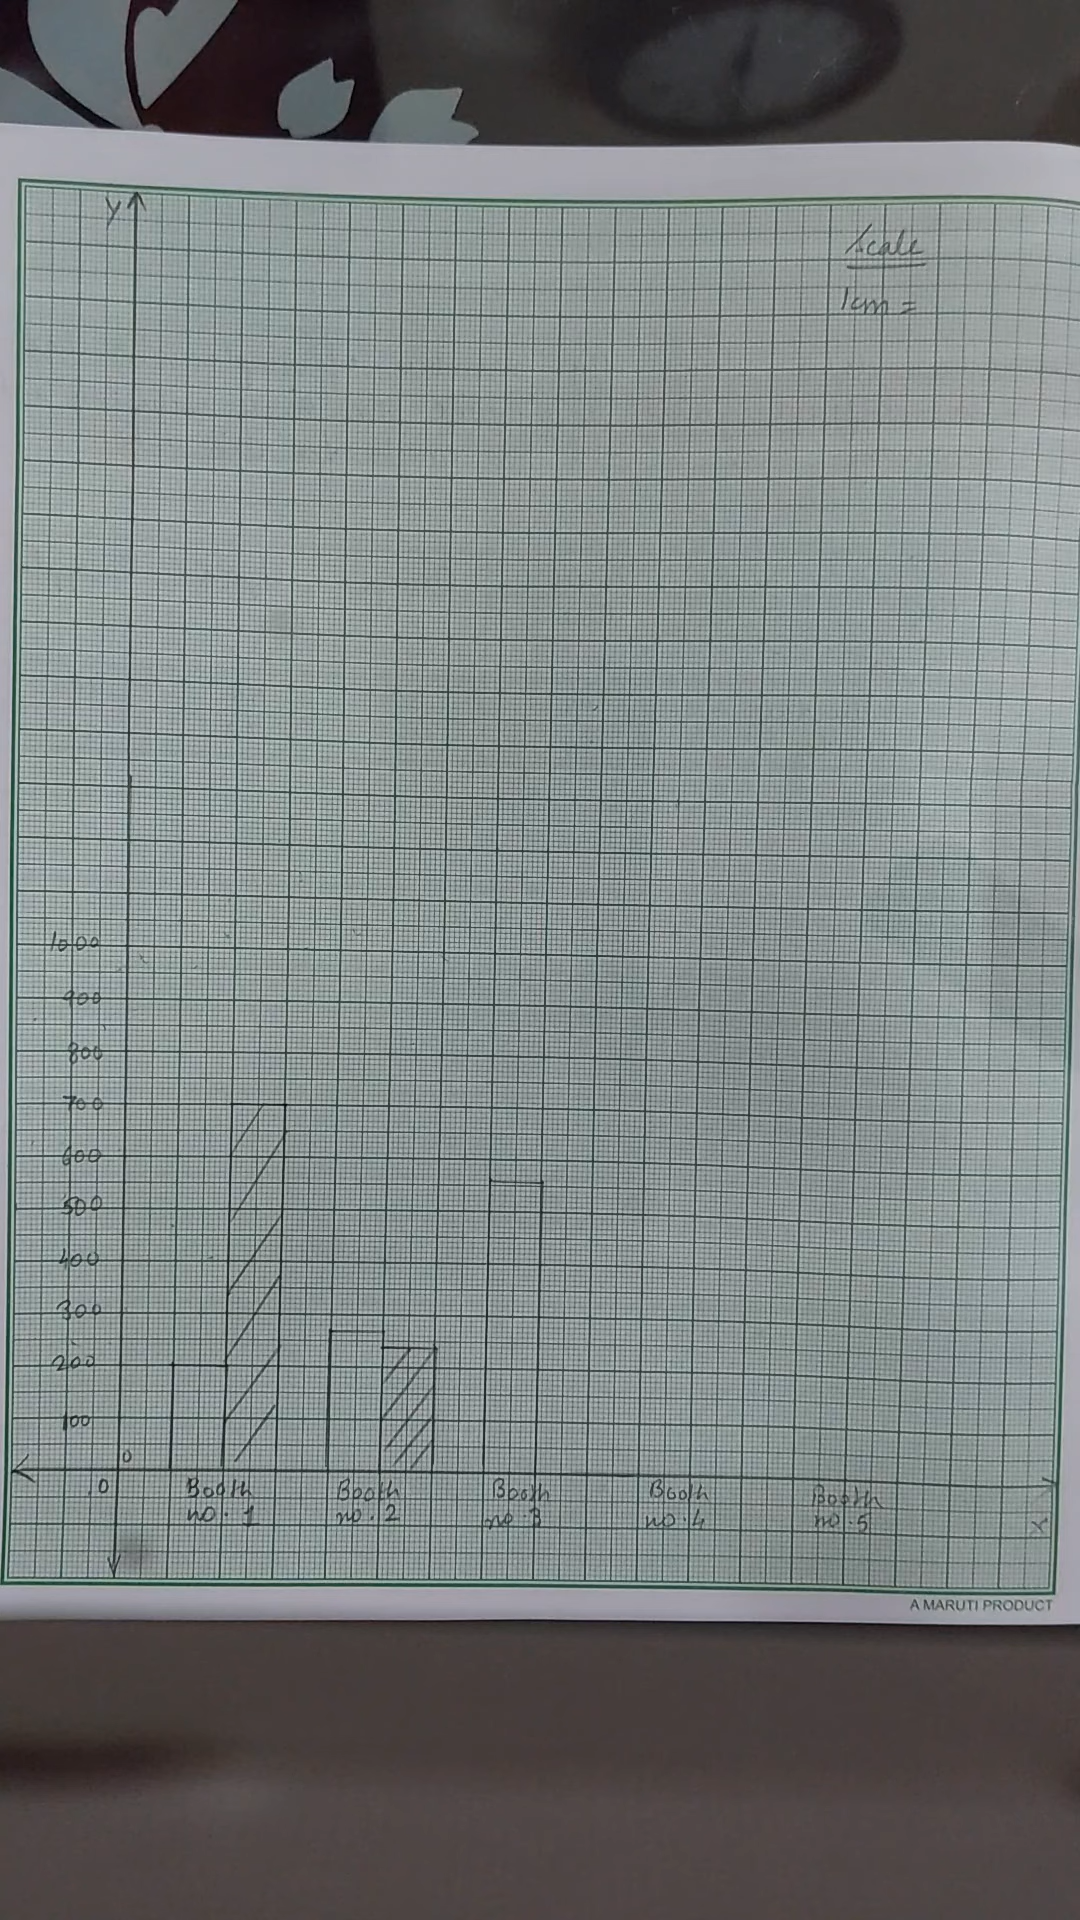 Y
Scale
1cm =
1000
900
800
700
600
500
400
300
200
100
0
0
Booth no. 1
Booth no. 2
Booth no. 3
Booth no. 4
Booth no. 5
X
A MARUTI PRODUCT